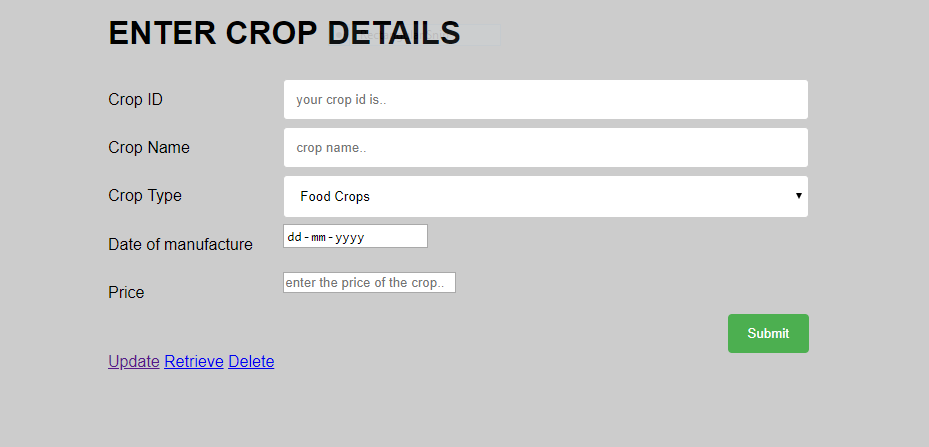 ENTER CROP DETAILS
Crop ID your crop id is..
Crop Name crop name..
Crop Type Food Crops
Date of manufacture dd-mm-yyyy
Price enter the price of the crop..
Submit
Update Retrieve Delete